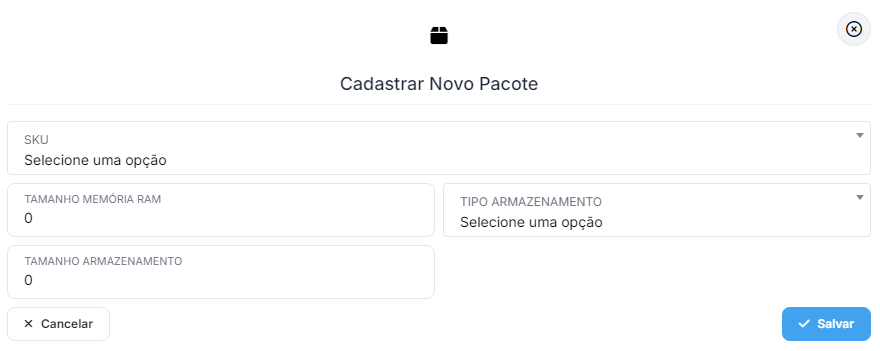 Cadastrar Novo Pacote
SKU
Selecione uma opção
TAMANHO MEMÓRIA RAM
0
TIPO ARMAZENAMENTO
Selecione uma opção
TAMANHO ARMAZENAMENTO
0
Cancelar
Salvar